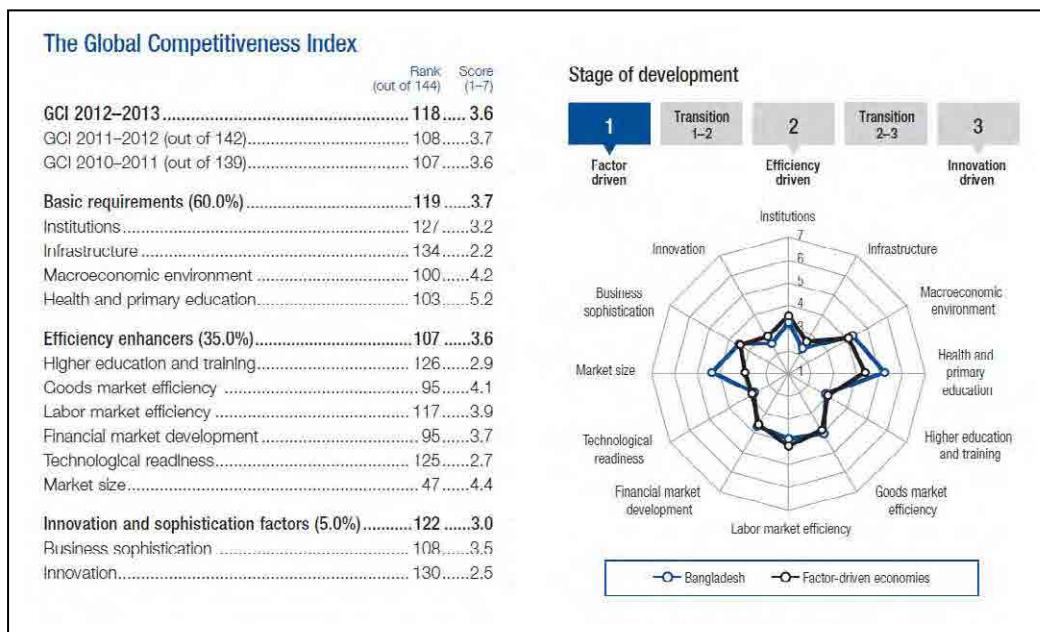 The Global Competitiveness Index
Rank Score
(out of 144) (1–7)
GCI 2012–2013 118 3.6
GCI 2011–2012 (out of 142) 108 3.7
GCI 2010–2011 (out of 139) 107 3.6
Basic requirements (60.0%) 119 3.7
Institutions 127 3.2
Infrastructure 134 2.2
Macroeconomic environment 100 4.2
Health and primary education 103 5.2
Efficiency enhancers (35.0%) 107 3.6
Higher education and training 126 2.9
Goods market efficiency 95 4.1
Labor market efficiency 117 3.9
Financial market development 95 3.7
Technological readiness 125 2.7
Market size 47 4.4
Innovation and sophistication factors (5.0%) 122 3.0
Business sophistication 108 3.5
Innovation 130 2.5
Stage of development
1
Transition
1–2
2
Transition
2–3
3
Factor
driven
Efficiency
driven
Innovation
driven
Institutions
Infrastructure
Macroeconomic
environment
Health and
primary
education
Higher education
and training
Goods market
efficiency
Labor market efficiency
Financial market
development
Technological
readiness
Market size
Business
sophistication
Innovation
7
6
5
4
3
2
1
Bangladesh Factor-driven economies